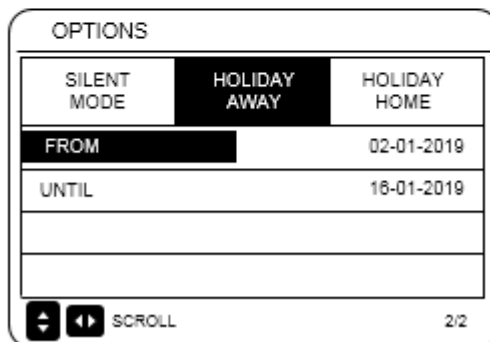 OPTIONS
SILENT MODE
HOLIDAY AWAY
HOLIDAY HOME
FROM 02-01-2019
UNTIL 16-01-2019
SCROLL 2/2